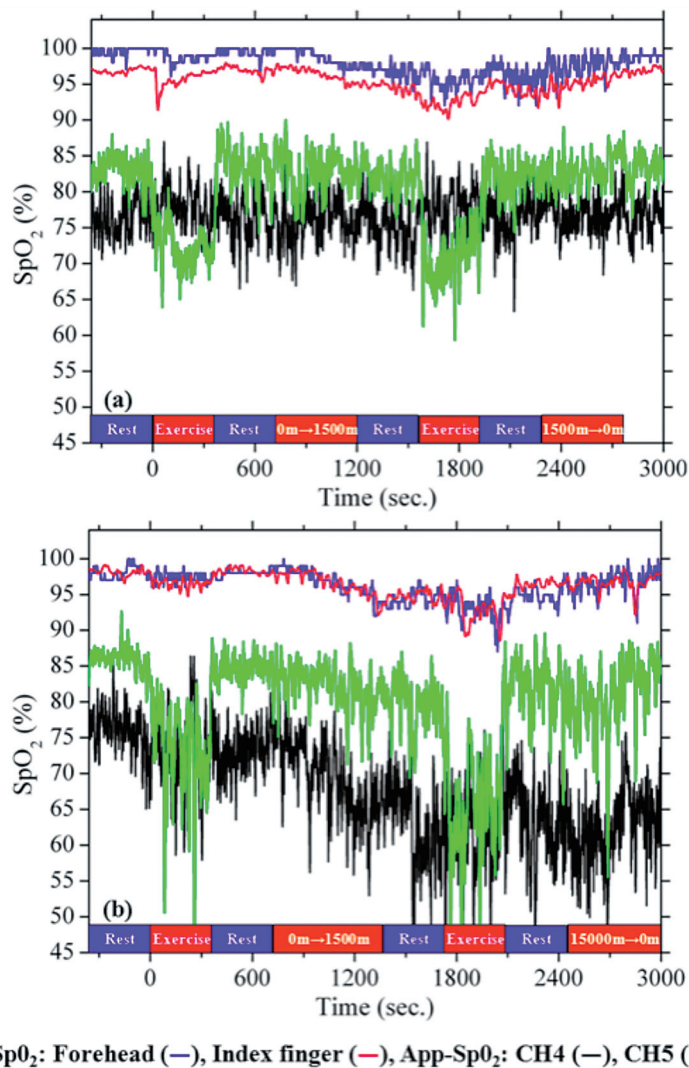 100
95
90
85
80
75
70
65
60
55
50
45
SpO₂ (%)
(a)
Rest Exercise Rest 0m→1500m Rest Exercise Rest 1500m→0m
0 600 1200 1800 2400 3000
Time (sec.)
100
95
90
85
80
75
70
65
60
55
50
45
SpO₂ (%)
(b)
Rest Exercise Rest 0m→1500m Rest Exercise Rest 15000m→0m
0 600 1200 1800 2400 3000
Time (sec.)
Sp0₂: Forehead (—), Index finger (—), App-Sp0₂: CH4 (—), CH5 (